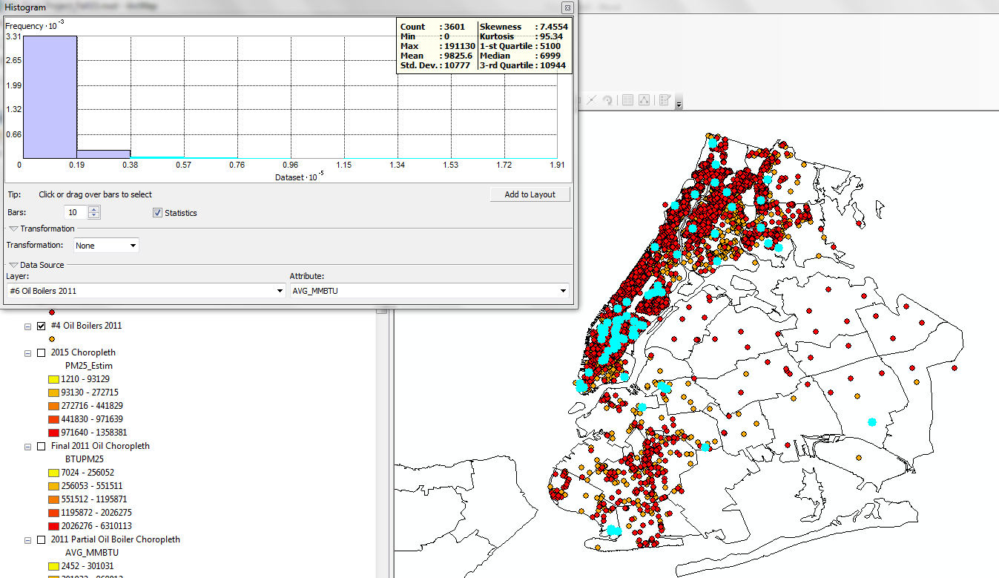 Histogram
Frequency · 10 -3
3.31
2.65
1.99
1.32
0.66
0 0.19 0.38 0.57 0.76 0.96 1.15 1.34 1.53 1.72 1.91
Dataset · 10 -5
Count : 3601 Skewness : 7.4554
Min : 0 Kurtosis : 95.34
Max : 191130 1-st Quartile : 5100
Mean : 9825.6 Median : 6999
Std. Dev. : 10777 3-rd Quartile : 10944
Tip: Click or drag over bars to select Add to Layout
Bars: 10 Statistics
Transformation
Transformation: None
Data Source
Layer: Attribute:
#6 Oil Boilers 2011 AVG_MMBTU
#4 Oil Boilers 2011
2015 Choropleth
PM25_Estim
1210 - 93129
93130 - 272715
272716 - 441829
441830 - 971639
971640 - 1358381
Final 2011 Oil Choropleth
BTUPM25
7024 - 256052
256053 - 551511
551512 - 1195871
1195872 - 2026275
2026276 - 6310113
2011 Partial Oil Boiler Choropleth
AVG_MMBTU
2452 - 301031